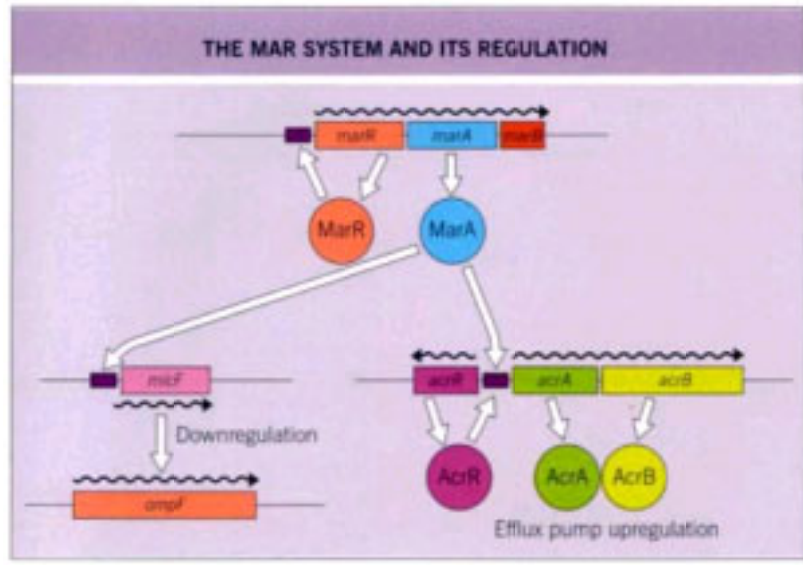 THE MAR SYSTEM AND ITS REGULATION
marR marA marB
MarR MarA
micF acrR acrA acrB
Downregulation
AcrR AcrA AcrB
ompF
Efflux pump upregulation